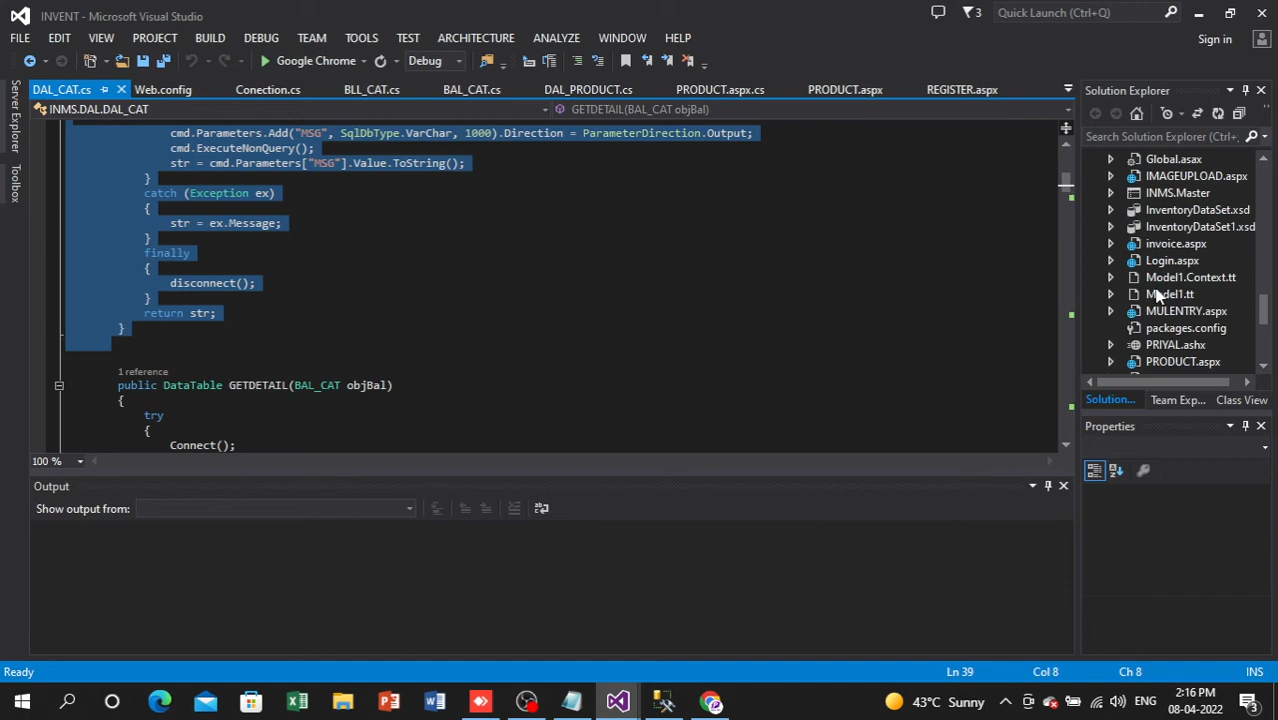 INVENT - Microsoft Visual Studio
3
Quick Launch (Ctrl+Q)
FILE EDIT VIEW PROJECT BUILD DEBUG TEAM TOOLS TEST ARCHITECTURE ANALYZE WINDOW HELP
Sign in
Google Chrome
Debug
DAL_CAT.cs Web.config Conection.cs BLL_CAT.cs BAL_CAT.cs DAL_PRODUCT.cs PRODUCT.aspx.cs PRODUCT.aspx REGISTER.aspx
INMS.DAL.DAL_CAT
GETDETAIL(BAL_CAT objBal)
Server Explorer
Toolbox
cmd.Parameters.Add("MSG", SqlDbType.VarChar, 1000).Direction = ParameterDirection.Output;
cmd.ExecuteNonQuery();
str = cmd.Parameters["MSG"].Value.ToString();
}
catch (Exception ex)
{
str = ex.Message;
}
finally
{
disconnect();
}
return str;
}
1 reference
public DataTable GETDETAIL(BAL_CAT objBal)
{
try
{
Connect();
100 %
Output
Show output from:
Solution Explorer
Search Solution Explorer (Ctrl+;
Global.asax
IMAGEUPLOAD.aspx
INMS.Master
InventoryDataSet.xsd
InventoryDataSet1.xsd
invoice.aspx
Login.aspx
Model1.Context.tt
Model1.tt
MULENTRY.aspx
packages.config
PRIYAL.ashx
PRODUCT.aspx
Solution... Team Exp... Class View
Properties
Ready
Ln 39
Col 8
Ch 8
INS
43°C Sunny
ENG
2:16 PM
08-04-2022
3